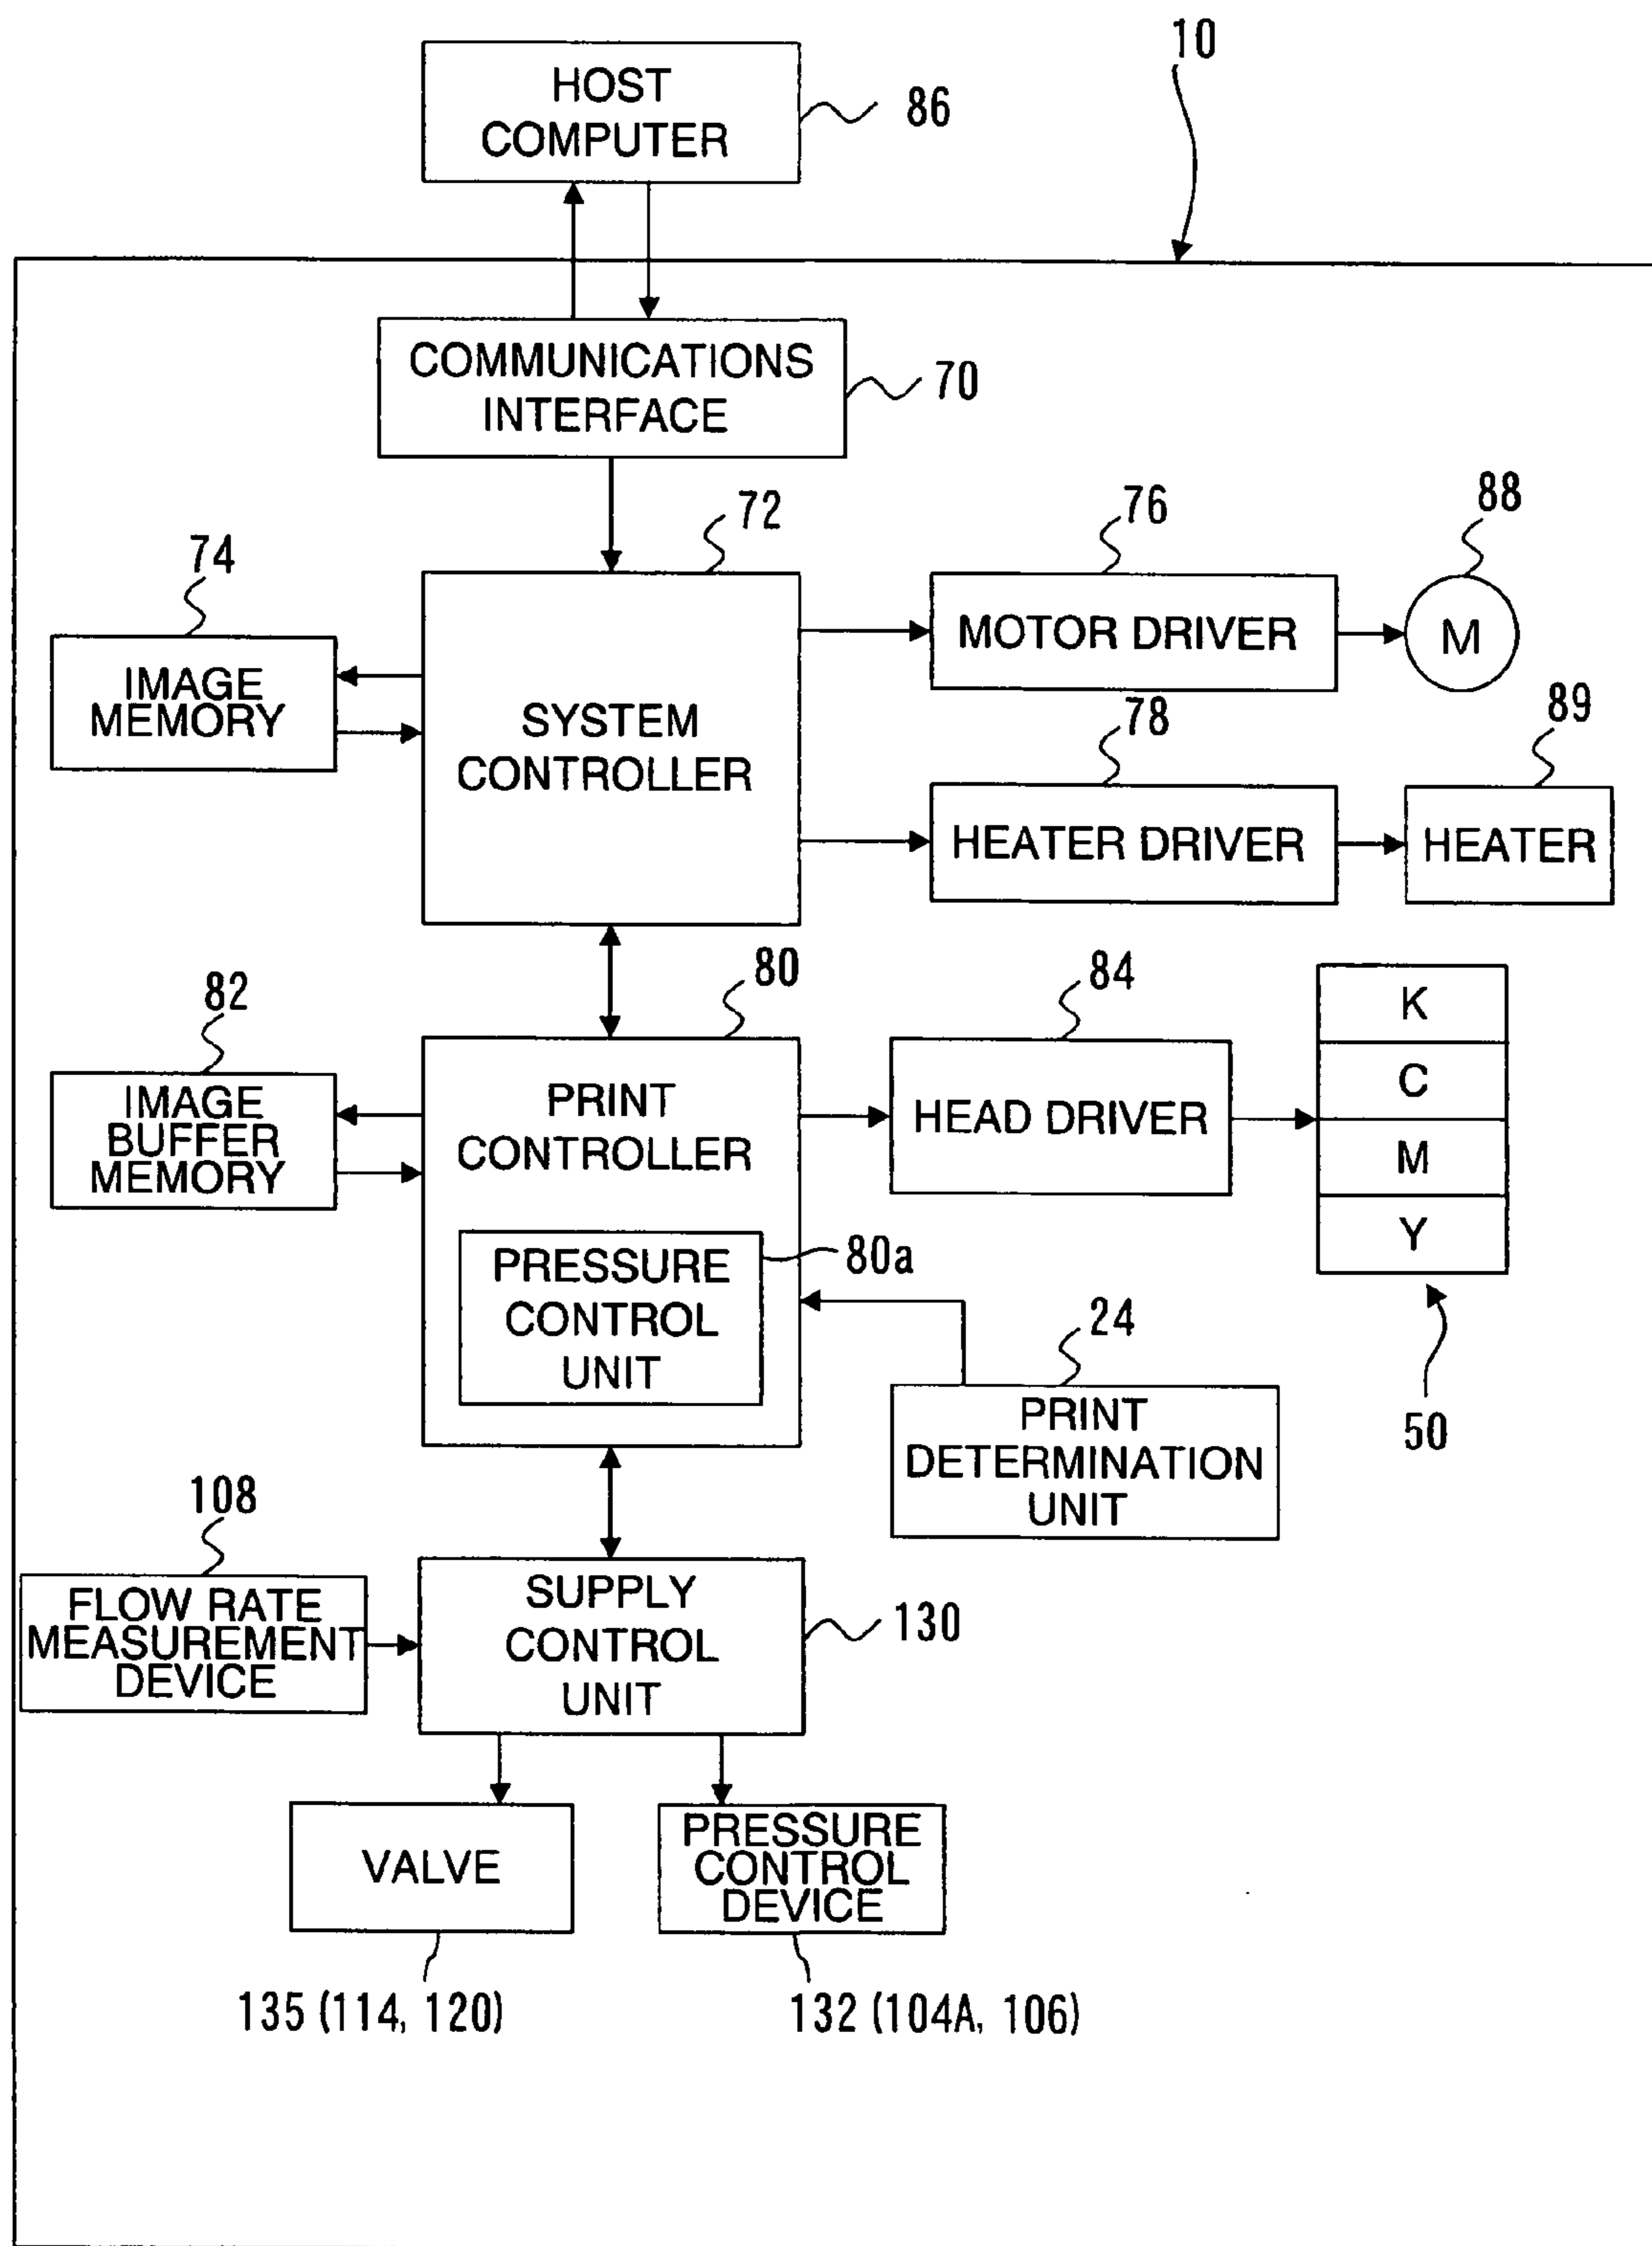 10
HOST
COMPUTER
86
COMMUNICATIONS
INTERFACE
70
72
76
88
74
IMAGE
MEMORY
SYSTEM
CONTROLLER
MOTOR DRIVER
M
78
89
HEATER DRIVER
HEATER
82
80
84
IMAGE
BUFFER
MEMORY
PRINT
CONTROLLER
HEAD DRIVER
K
C
M
Y
50
PRESSURE
CONTROL
UNIT
80a
24
PRINT
DETERMINATION
UNIT
108
FLOW RATE
MEASUREMENT
DEVICE
SUPPLY
CONTROL
UNIT
130
VALVE
PRESSURE
CONTROL
DEVICE
135 (114, 120)
132 (104A, 106)